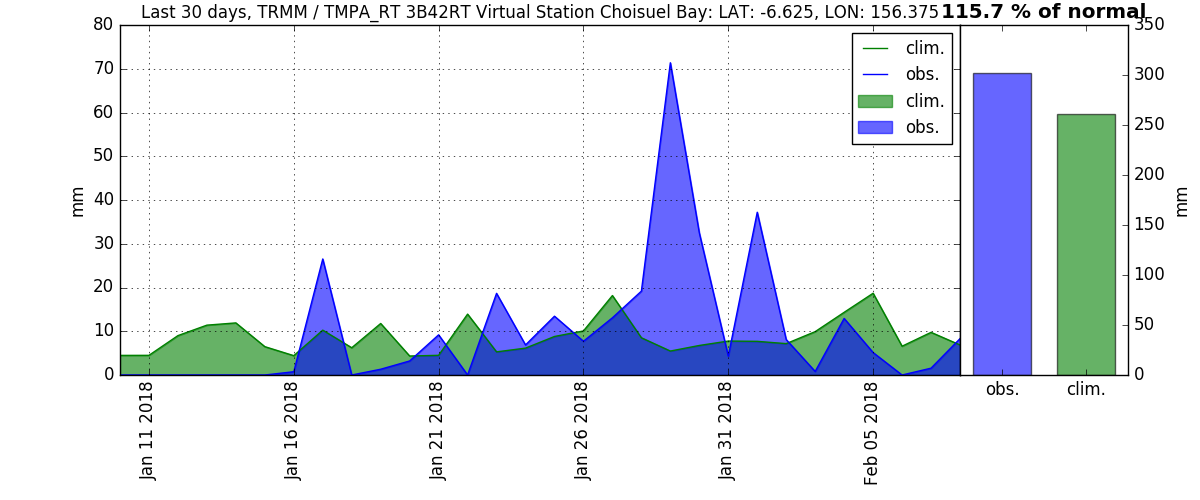 Last 30 days, TRMM / TMPA_RT 3B42RT Virtual Station Choisuel Bay: LAT: -6.625, LON: 156.375 115.7 % of normal
80
70
60
50
40
30
20
10
0
mm
clim.
obs.
clim.
obs.
350
300
250
200
150
100
50
0
mm
Jan 11 2018
Jan 16 2018
Jan 21 2018
Jan 26 2018
Jan 31 2018
Feb 05 2018
obs.
clim.